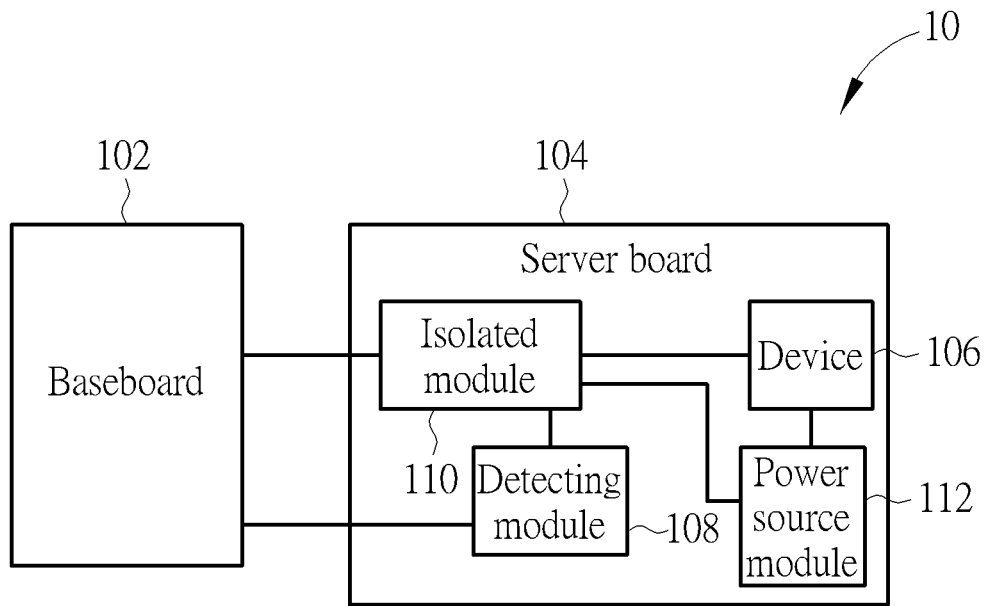 10
102
104
Server board
Baseboard
Isolated
module
Device
106
110
Detecting
module
108
Power
source
module
112